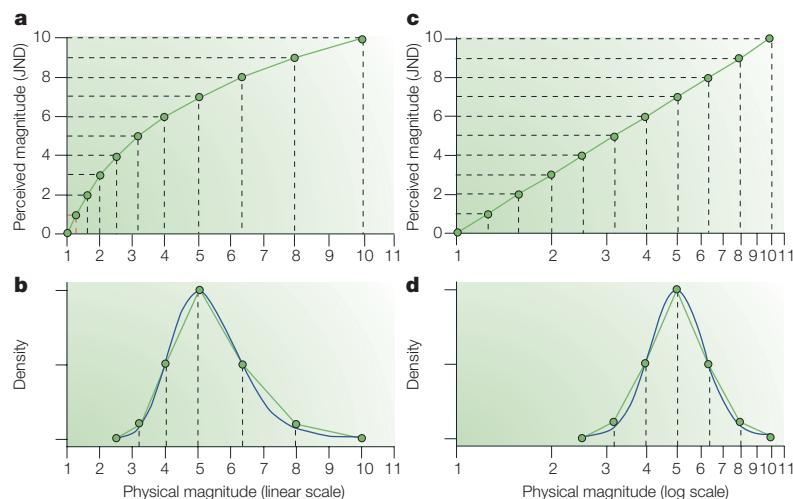 a
Perceived magnitude (JND)
10
8
6
4
2
0
1 2 3 4 5 6 7 8 9 10 11
c
Perceived magnitude (JND)
10
8
6
4
2
0
1 2 3 4 5 6 7 8 9 10 11
b
Density
1 2 3 4 5 6 7 8 9 10 11
Physical magnitude (linear scale)
d
Density
1 2 3 4 5 6 7 8 9 10 11
Physical magnitude (log scale)